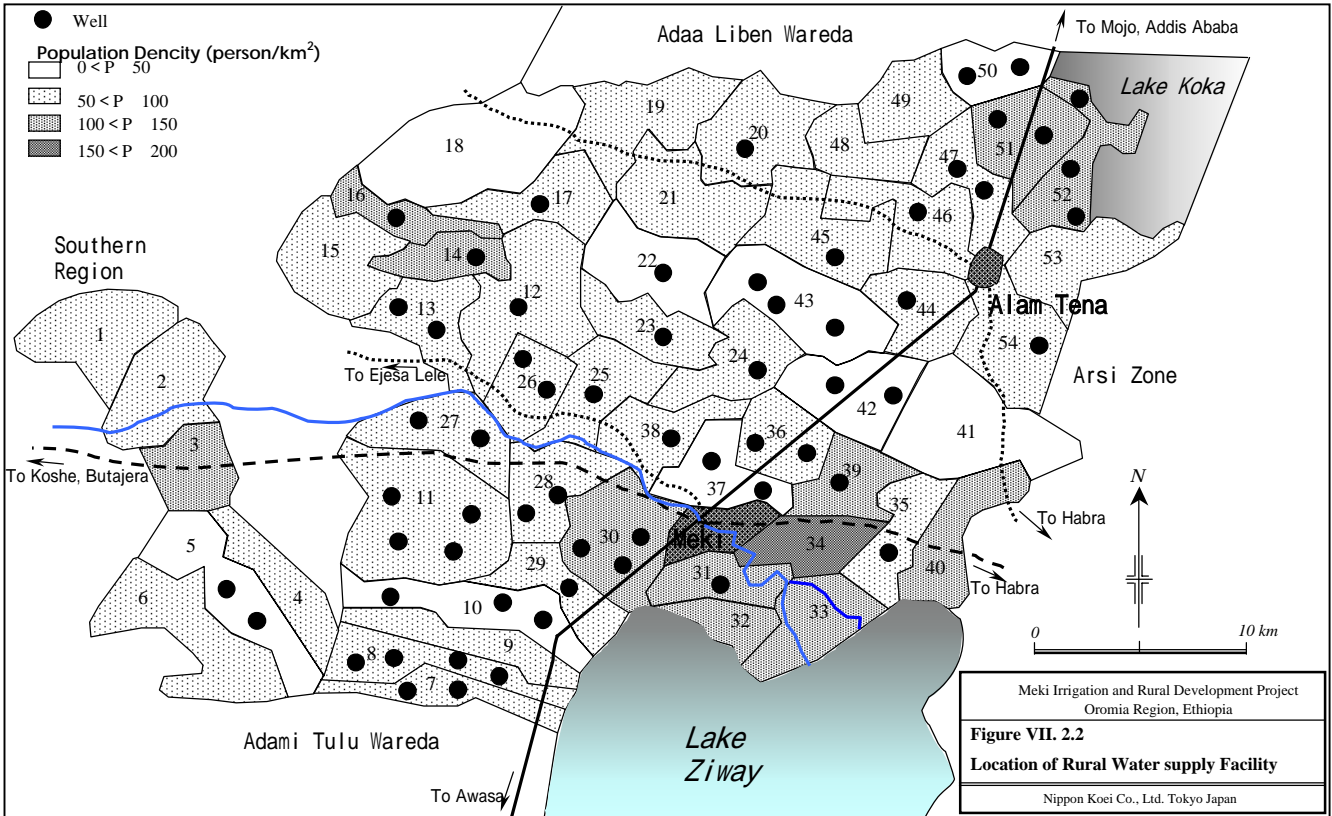 Well
Population Dencity (person/km²)
0 < P 50
50 < P 100
100 < P 150
150 < P 200
Adaa Liben Wareda
To Mojo, Addis Ababa
Lake Koka
Southern
Region
To Ejesa Lele
To Koshe, Butajera
Alam Tena
Arsi Zone
Meki
To Habra
To Habra
N
0 10 km
Adami Tulu Wareda
To Awasa
Lake
Ziway
1
2
3
4
5
6
7
8
9
10
11
12
13
14
15
16
17
18
19
20
21
22
23
24
25
26
27
28
29
30
31
32
33
34
35
36
37
38
39
40
41
42
43
44
45
46
47
48
49
50
51
52
53
54
Meki Irrigation and Rural Development Project
Oromia Region, Ethiopia
Figure VII. 2.2
Location of Rural Water supply Facility
Nippon Koei Co., Ltd. Tokyo Japan